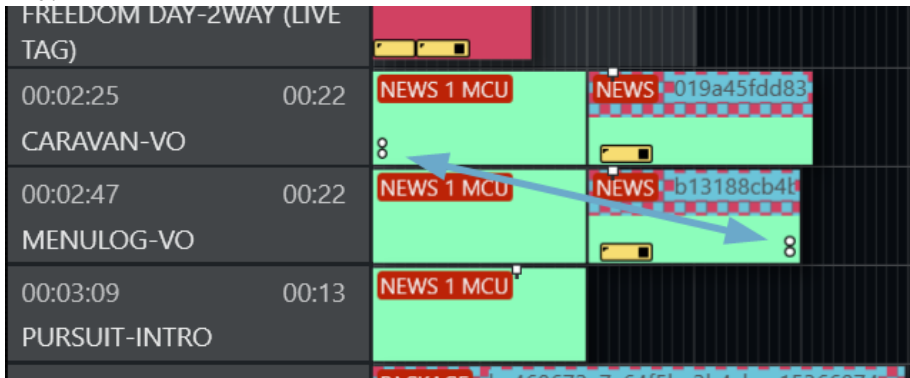 FREEDOM DAY-2WAY (LIVE
TAG)
00:02:25 00:22 NEWS 1 MCU NEWS 019a45fdd83
CARAVAN-VO
00:02:47 00:22 NEWS 1 MCU NEWS b13188cb4b
MENULOG-VO
00:03:09 00:13 NEWS 1 MCU
PURSUIT-INTRO